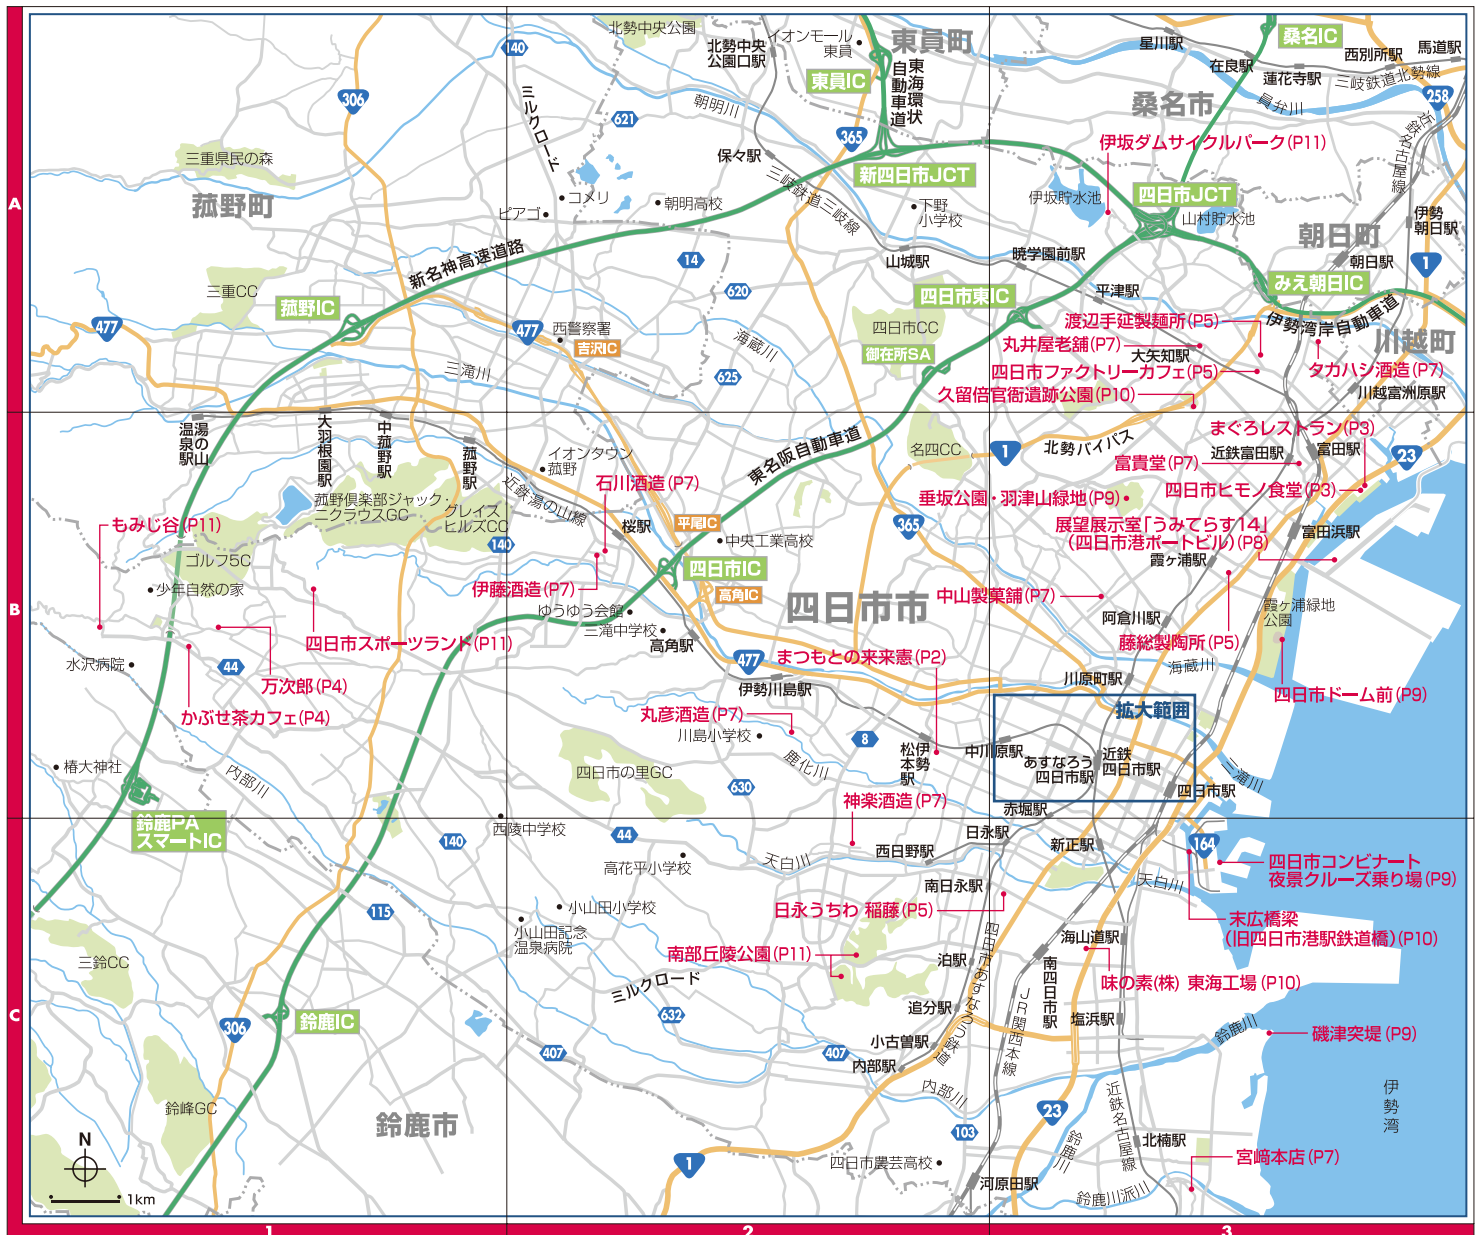 北勢中央公園
140
北勢中央
公園口駅
イオンモール
東員
東員町
東員IC
東海環状
自動車道
桑名IC
星川駅
在良駅
蓮花寺駅
西別所駅
馬道駅
三岐鉄道北勢線
員弁川
258
近鉄名古屋線
桑名市
306
ミルクロード
621
朝明川
365
保々駅
新四日市JCT
三岐鉄道三岐線
伊坂ダムサイクルパーク(P11)
三重県民の森
菰野町
A
コメリ
ピアゴ
朝明高校
下野
小学校
伊坂貯水池
四日市JCT
山村貯水池
朝日町
伊勢
朝日駅
朝日駅
1
新名神高速道路
14
山城駅
暁学園前駅
みえ朝日IC
三重CC
菰野IC
620
四日市東IC
平津駅
伊勢湾岸自動車道
川越町
477
477
西警察署
吉沢IC
海蔵川
四日市CC
御在所SA
渡辺手延製麺所(P5)
丸井屋老舗(P7)
大矢知駅
四日市ファクトリーカフェ(P5)
タカハシ酒造(P7)
三滝川
625
久留倍官衙遺跡公園(P10)
川越富洲原駅
湯の山
温泉駅
大羽根園駅
中菰野駅
菰野駅
イオンタウン
菰野
東名阪自動車道
名四CC
1
北勢バイパス
まぐろレストラン(P3)
近鉄富田駅
富田駅
23
富貴堂(P7)
四日市ヒモノ食堂(P3)
菰野倶楽部ジャック・
ニクラウスGC
グレイス
ヒルズCC
近鉄湯の山線
石川酒造(P7)
垂坂公園・羽津山緑地(P9)
もみじ谷(P11)
140
桜駅
平尾IC
中央工業高校
365
展望展示室「うみてらす14」
(四日市港ポートビル)(P8)
富田浜駅
霞ヶ浦駅
ゴルフ5C
少年自然の家
伊藤酒造(P7)
四日市IC
高角IC
B
ゆうゆう会館
三滝中学校
高角駅
四日市市
中山製菓舗(P7)
阿倉川駅
霞ヶ浦緑地
公園
四日市スポーツランド(P11)
藤総製陶所(P5)
水沢病院
44
万次郎(P4)
477
まつもとの来来憲(P2)
海蔵川
川原町駅
四日市ドーム前(P9)
伊勢川島駅
かぶせ茶カフェ(P4)
丸彦酒造(P7)
川島小学校
8
拡大範囲
伊勢
松本駅
中川原駅
あすなろう
四日市駅
近鉄
四日市駅
三滝川
四日市駅
椿大神社
内部川
四日市の里GC
鹿化川
630
神楽酒造(P7)
赤堀駅
鈴鹿PA
スマートIC
西陵中学校
140
44
高花平小学校
天白川
西日野駅
日永駅
新正駅
164
四日市コンビナート
夜景クルーズ乗り場(P9)
天白川
南日永駅
115
小山田小学校
小山田記念
温泉病院
日永うちわ 稲藤(P5)
末広橋梁
(旧四日市港駅鉄道橋)(P10)
海山道駅
三鈴CC
南部丘陵公園(P11)
泊駅
四日市あすなろう鉄道
南四日市駅
味の素(株) 東海工場(P10)
ミルクロード
JR関西本線
C
306
鈴鹿IC
632
追分駅
塩浜駅
鈴鹿川
磯津突堤(P9)
407
407
小古曽駅
内部駅
伊勢湾
鈴峰GC
鈴鹿市
内部川
近鉄名古屋線
23
103
鈴鹿川
北楠駅
N
1km
1
四日市農芸高校
河原田駅
鈴鹿川派川
宮﨑本店(P7)
1
2
3